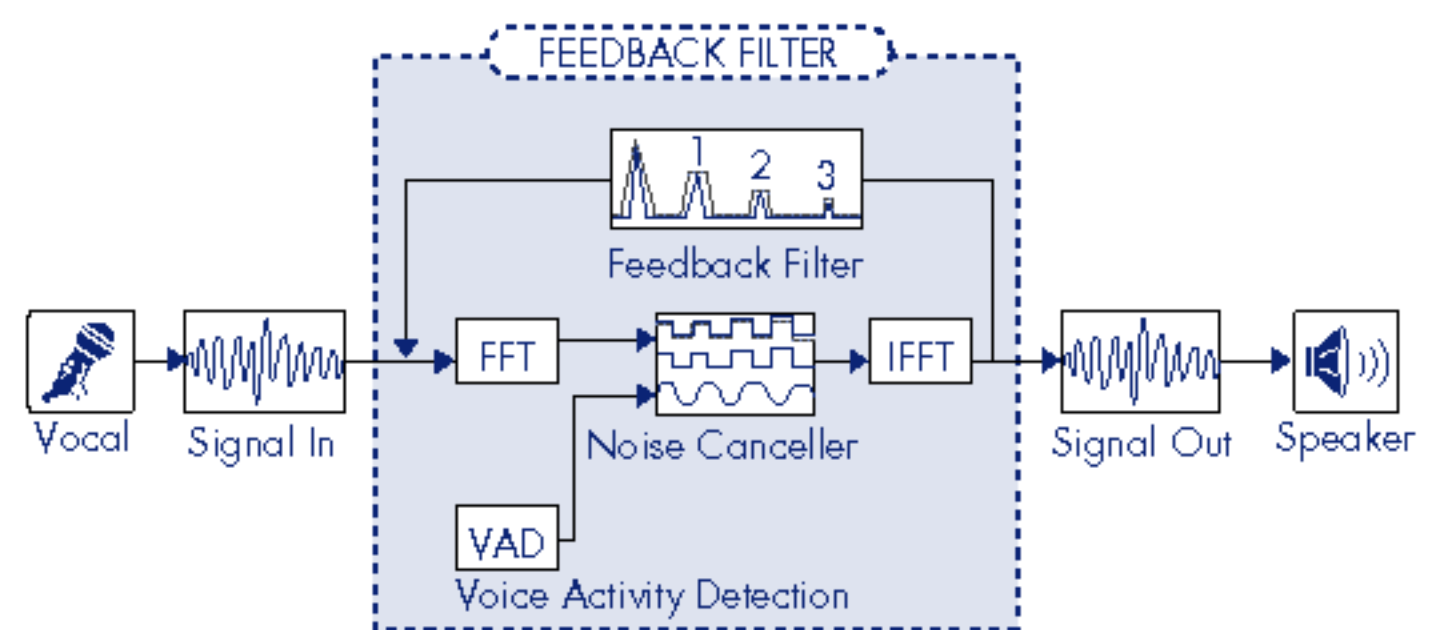 FEEDBACK FILTER
1
2
3
Feedback Filter
FFT
IFFT
Vocal
Signal In
Noise Canceller
Signal Out
Speaker
VAD
Voice Activity Detection